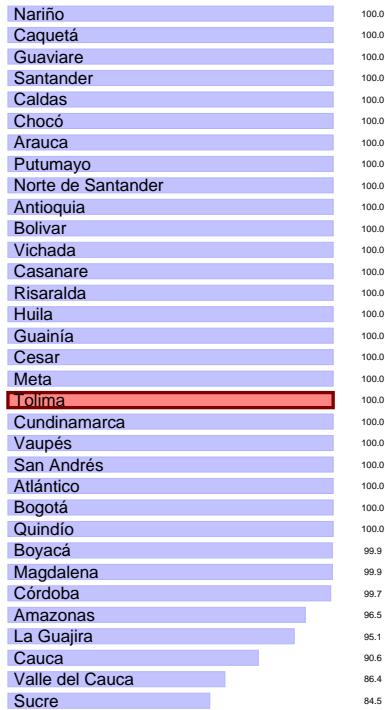 Nariño 100.0
Caquetá 100.0
Guaviare 100.0
Santander 100.0
Caldas 100.0
Chocó 100.0
Arauca 100.0
Putumayo 100.0
Norte de Santander 100.0
Antioquia 100.0
Bolivar 100.0
Vichada 100.0
Casanare 100.0
Risaralda 100.0
Huila 100.0
Guainía 100.0
Cesar 100.0
Meta 100.0
Tolima 100.0
Cundinamarca 100.0
Vaupés 100.0
San Andrés 100.0
Atlántico 100.0
Bogotá 100.0
Quindío 100.0
Boyacá 99.9
Magdalena 99.9
Córdoba 99.7
Amazonas 96.5
La Guajira 95.1
Cauca 90.6
Valle del Cauca 86.4
Sucre 84.5